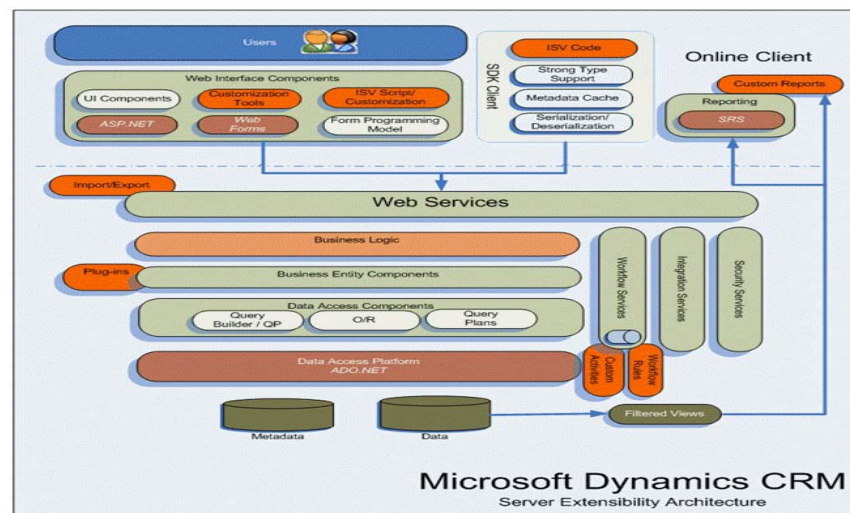 Users
Web Interface Components
UI Components
Customization
Tools
ISV Script/
Customization
ASP.NET
Web
Forms
Form Programming
Model
SDK Client
ISV Code
Strong Type
Support
Metadata Cache
Serialization/
Deserialization
Online Client
Custom Reports
Reporting
SRS
Import/Export
Web Services
Business Logic
Plug-ins
Business Entity Components
Data Access Components
Query
Builder / QP
O/R
Query
Plans
Data Access Platform
ADO.NET
Workflow Services
Integration Services
Security Services
Custom
Activities
Workflow
Rules
Metadata
Data
Filtered Views
Microsoft Dynamics CRM
Server Extensibility Architecture